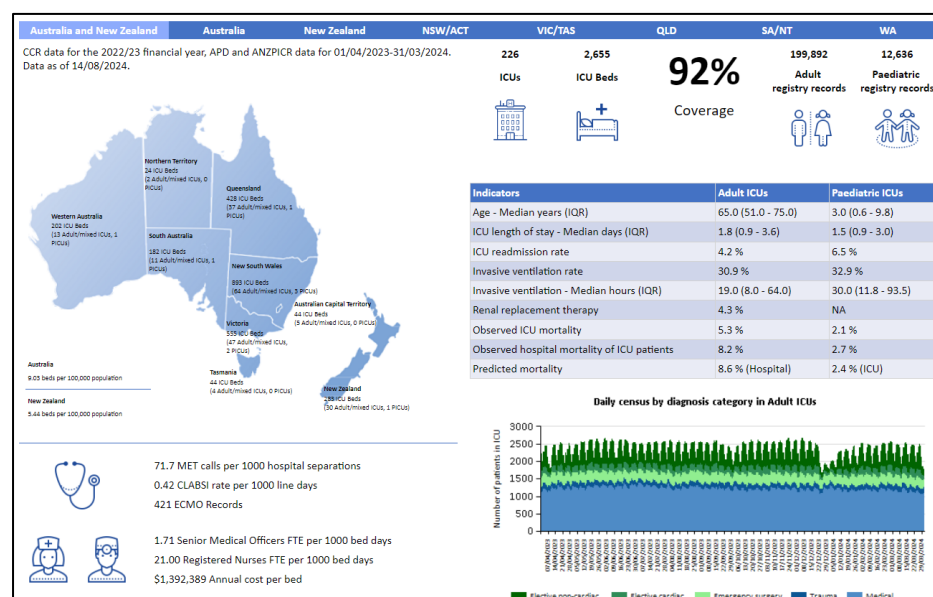 Australia and New Zealand
Australia
New Zealand
NSW/ACT
VIC/TAS
QLD
SA/NT
WA
CCR data for the 2022/23 financial year, APD and ANZPICR data for 01/04/2023-31/03/2024.
Data as of 14/08/2024.
226
ICUs
2,655
ICU Beds
92%
Coverage
199,892
Adult
registry records
12,636
Paediatric
registry records
Northern Territory
24 ICU Beds
(2 Adult/mixed ICUs, 0
PICUs)
Queensland
428 ICU Beds
(37 Adult/mixed ICUs, 1
PICUs)
Western Australia
202 ICU Beds
(13 Adult/mixed ICUs, 1
PICUs)
South Australia
182 ICU Beds
(11 Adult/mixed ICUs, 1
PICUs)
New South Wales
893 ICU Beds
(64 Adult/mixed ICUs, 3 PICUs)
Australian Capital Territory
44 ICU Beds
(5 Adult/mixed ICUs, 0 PICUs)
Victoria
ICU Beds
(47 Adult/mixed ICUs,
2 PICUs)
Tasmania
44 ICU Beds
(4 Adult/mixed ICUs, 0 PICUs)
New Zealand
ICU Beds
(30 Adult/mixed ICUs, 1 PICUs)
Australia
9.03 beds per 100,000 population
New Zealand
5.44 beds per 100,000 population
Indicators Adult ICUs Paediatric ICUs
Age - Median years (IQR) 65.0 (51.0 - 75.0) 3.0 (0.6 - 9.8)
ICU length of stay - Median days (IQR) 1.8 (0.9 - 3.6) 1.5 (0.9 - 3.0)
ICU readmission rate 4.2 % 6.5 %
Invasive ventilation rate 30.9 % 32.9 %
Invasive ventilation - Median hours (IQR) 19.0 (8.0 - 64.0) 30.0 (11.8 - 93.5)
Renal replacement therapy 4.3 % NA
Observed ICU mortality 5.3 % 2.1 %
Observed hospital mortality of ICU patients 8.2 % 2.7 %
Predicted mortality 8.6 % (Hospital) 2.4 % (ICU)
71.7 MET calls per 1000 hospital separations
0.42 CLABSI rate per 1000 line days
421 ECMO Records
1.71 Senior Medical Officers FTE per 1000 bed days
21.00 Registered Nurses FTE per 1000 bed days
$1,392,389 Annual cost per bed
Daily census by diagnosis category in Adult ICUs
Number of patients in ICU
3000
2500
2000
1500
1000
500
0
Elective non-cardiac
Elective cardiac
Emergency surgery
Trauma
Medical